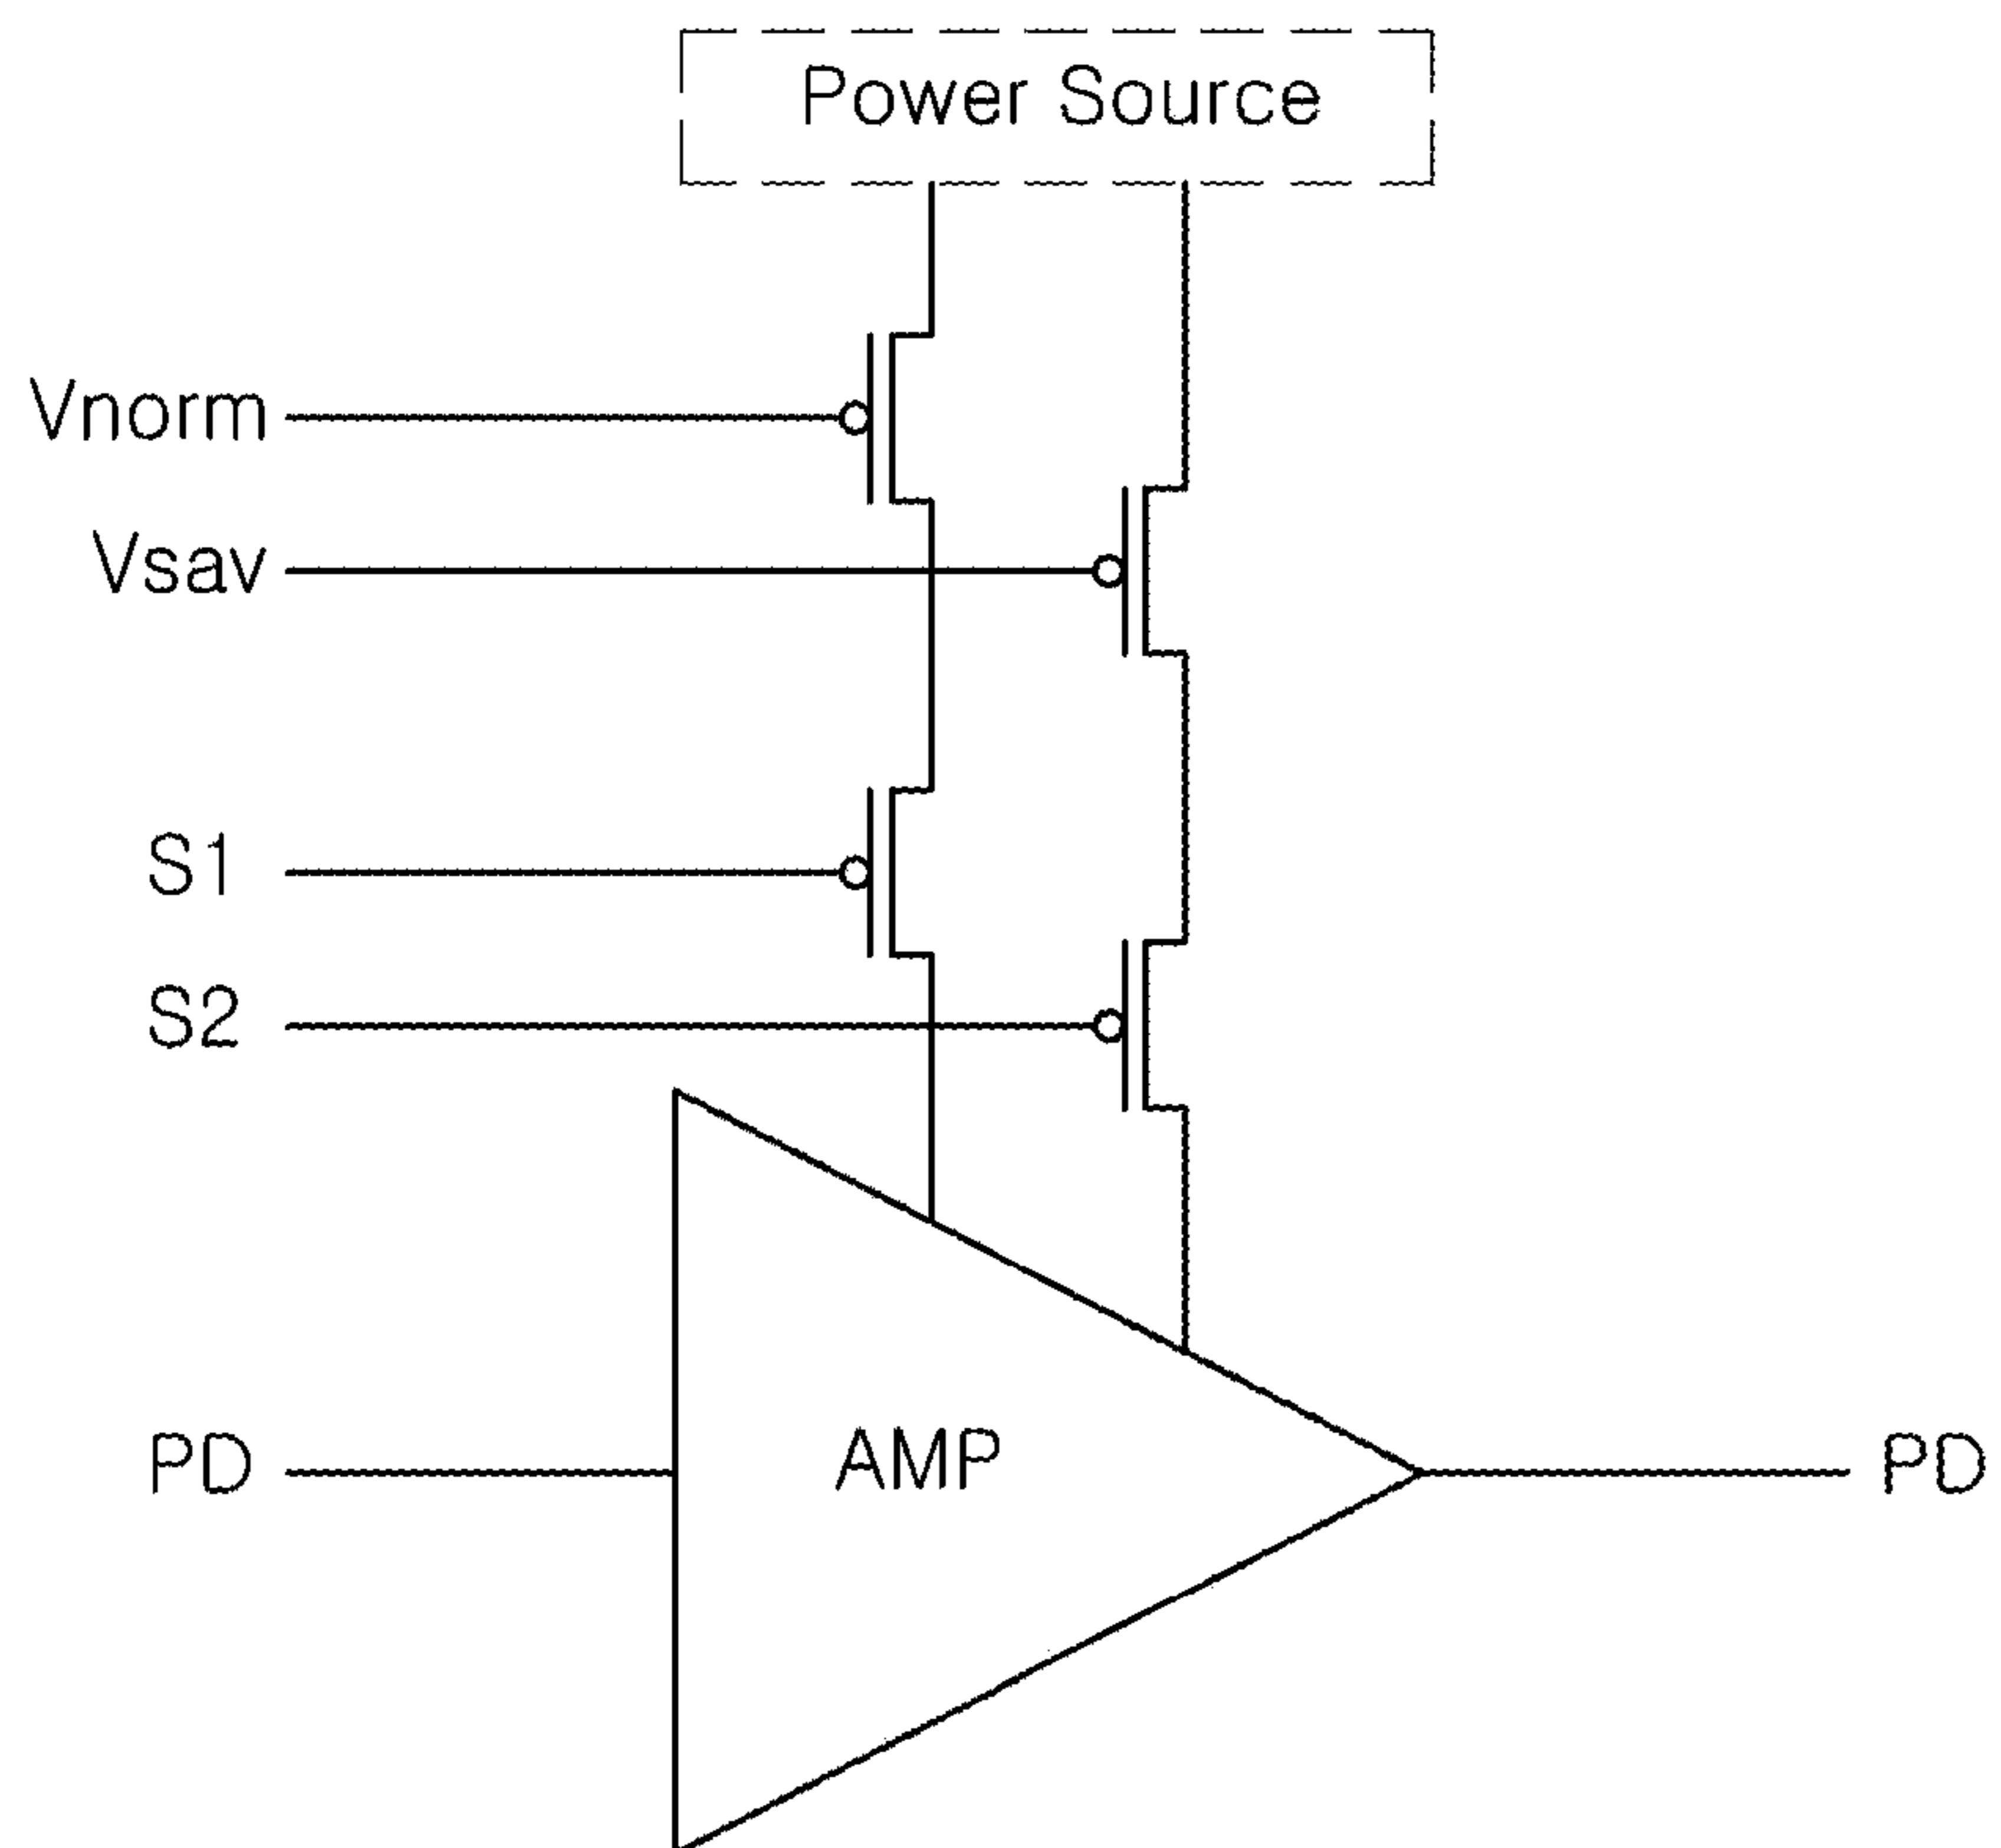 Power Source
Vnorm
Vsav
S1
S2
PD
AMP
PD